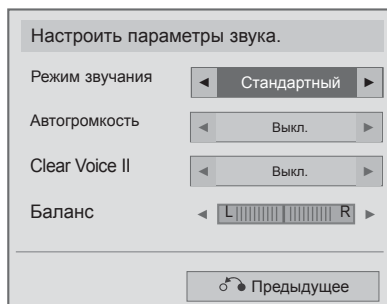 Настроить параметры звука.
Режим звучания ◄ Стандартный ►
Автогромкость ◄ Выкл. ►
Clear Voice II ◄ Выкл. ►
Баланс ◄ L R ►
Предыдущее